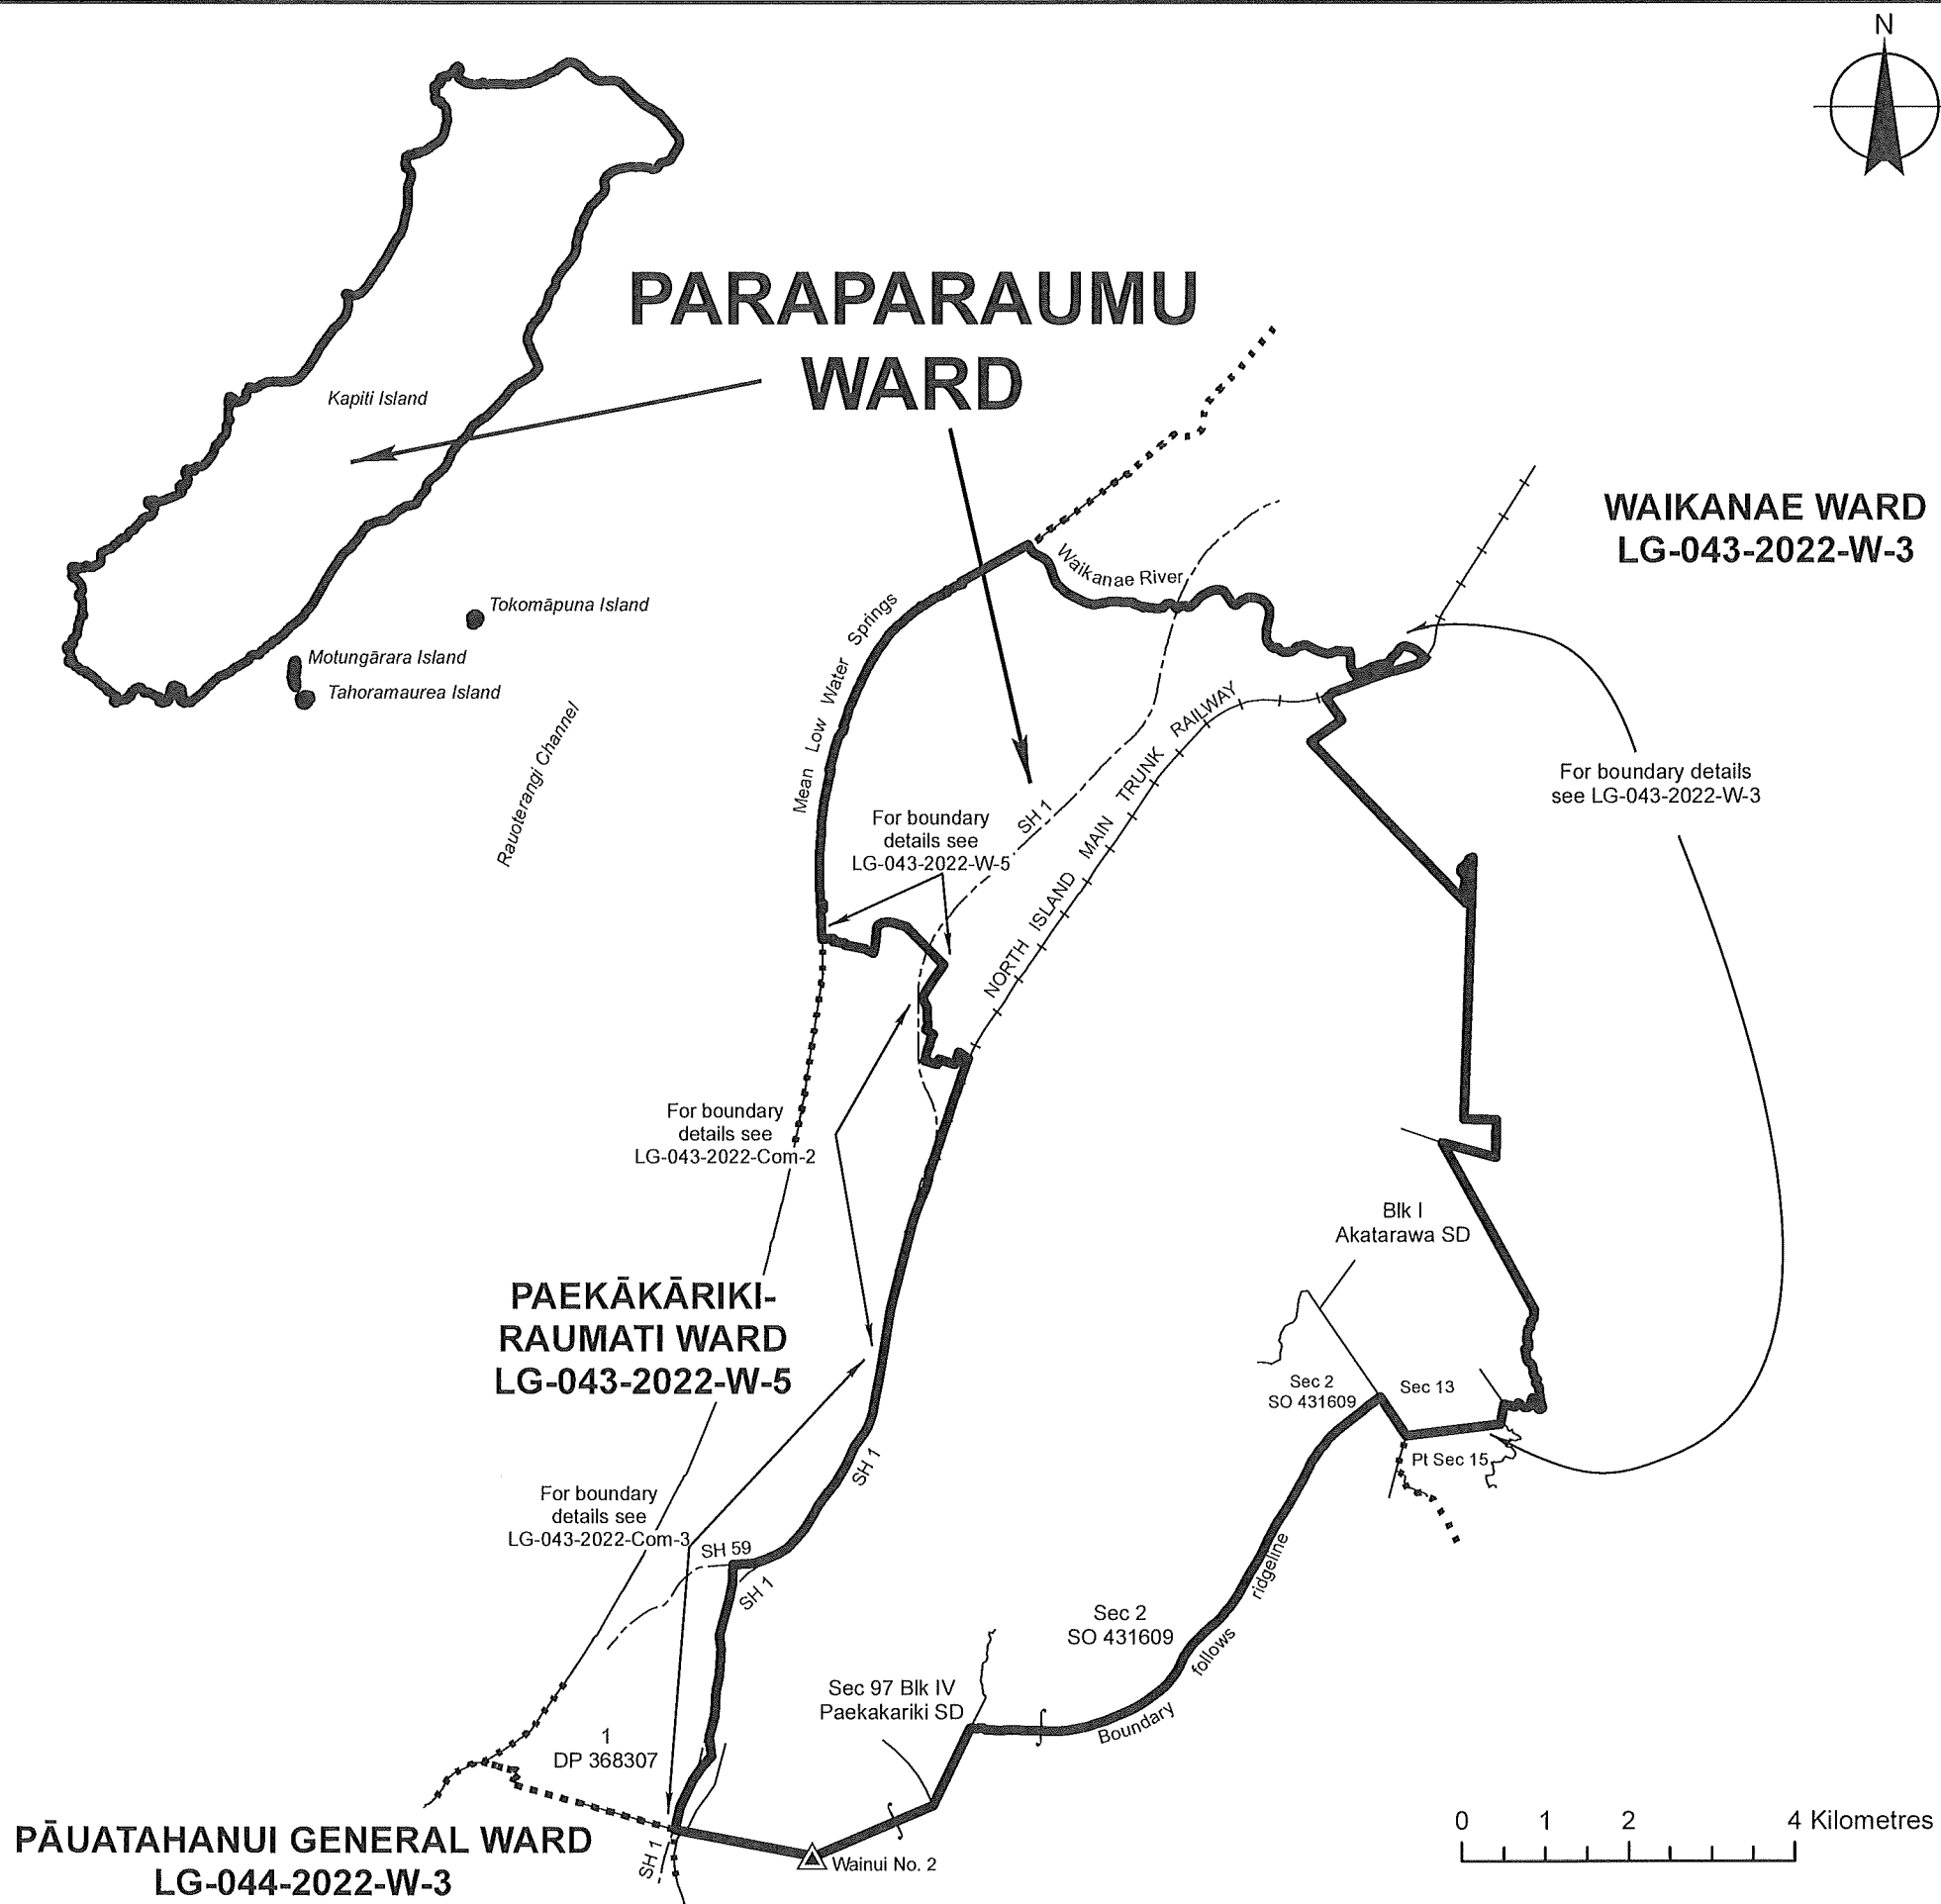 N
PARAPARAUMU
WARD
Kapiti Island
WAIKANAE WARD
LG-043-2022-W-3
Waikanae River
Tokomāpuna Island
Motungārara Island
Tahoramaurea Island
Rauoterangi Channel
Mean Low Water Springs
NORTH ISLAND MAIN TRUNK RAILWAY
SH 1
For boundary details
see LG-043-2022-W-3
For boundary
details see
LG-043-2022-W-5
For boundary
details see
LG-043-2022-Com-2
Blk I
Akatarawa SD
PAEKĀKĀRIKI-
RAUMATI WARD
LG-043-2022-W-5
Sec 2
SO 431609
Sec 13
Pt Sec 15
SH 1
For boundary
details see
LG-043-2022-Com-3
SH 59
SH 1
Sec 2
SO 431609
Boundary follows ridgeline
Sec 97 Blk IV
Paekakariki SD
1
DP 368307
PĀUATAHANUI GENERAL WARD
LG-044-2022-W-3
SH 1
Wainui No. 2
0 1 2 4 Kilometres